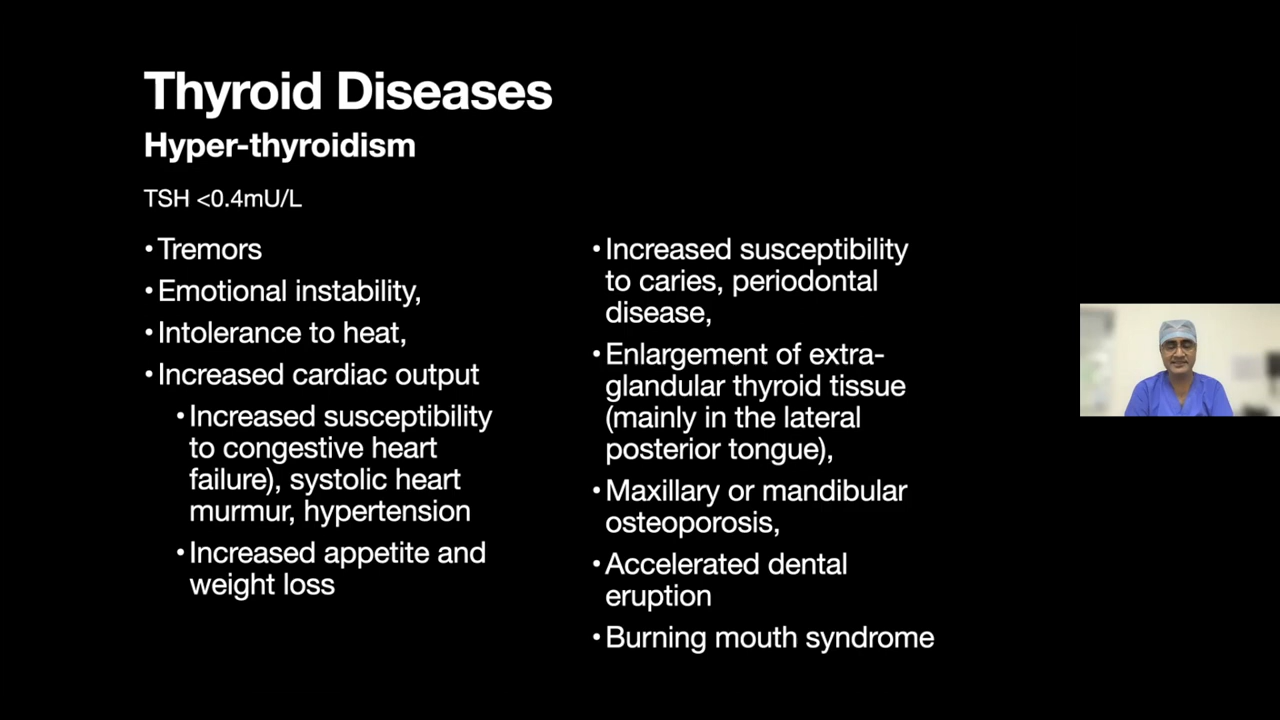 Thyroid Diseases
Hyper-thyroidism
TSH <0.4mU/L
• Tremors
• Emotional instability,
• Intolerance to heat,
• Increased cardiac output
• Increased susceptibility
to congestive heart
failure), systolic heart
murmur, hypertension
• Increased appetite and
weight loss
• Increased susceptibility
to caries, periodontal
disease,
• Enlargement of extra-
glandular thyroid tissue
(mainly in the lateral
posterior tongue),
• Maxillary or mandibular
osteoporosis,
• Accelerated dental
eruption
• Burning mouth syndrome